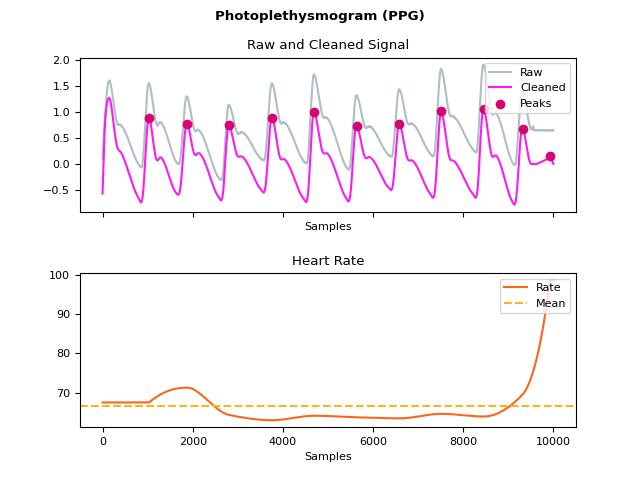 Photoplethysmogram (PPG)
Raw and Cleaned Signal
2.0
1.5
1.0
0.5
0.0
−0.5
Raw
Cleaned
Peaks
Samples
Heart Rate
100
90
80
70
Rate
Mean
0 2000 4000 6000 8000 10000
Samples